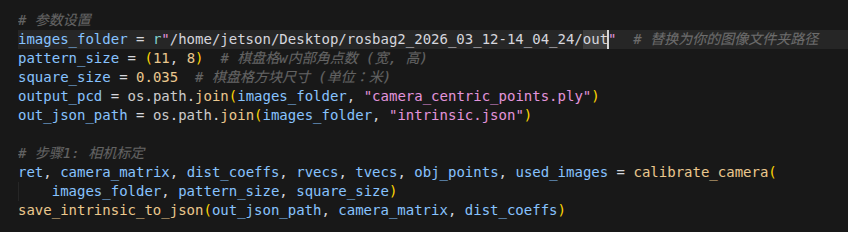 # 参数设置
images_folder = r"/home/jetson/Desktop/rosbag2_2026_03_12-14_04_24/out"  # 替换为你的图像文件夹路径
pattern_size = (11, 8)  # 棋盘格w内部角点数 (宽, 高)
square_size = 0.035  # 棋盘格方块尺寸 (单位：米)
output_pcd = os.path.join(images_folder, "camera_centric_points.ply")
out_json_path = os.path.join(images_folder, "intrinsic.json")
# 步骤1: 相机标定
ret, camera_matrix, dist_coeffs, rvecs, tvecs, obj_points, used_images = calibrate_camera(
    images_folder, pattern_size, square_size)
save_intrinsic_to_json(out_json_path, camera_matrix, dist_coeffs)